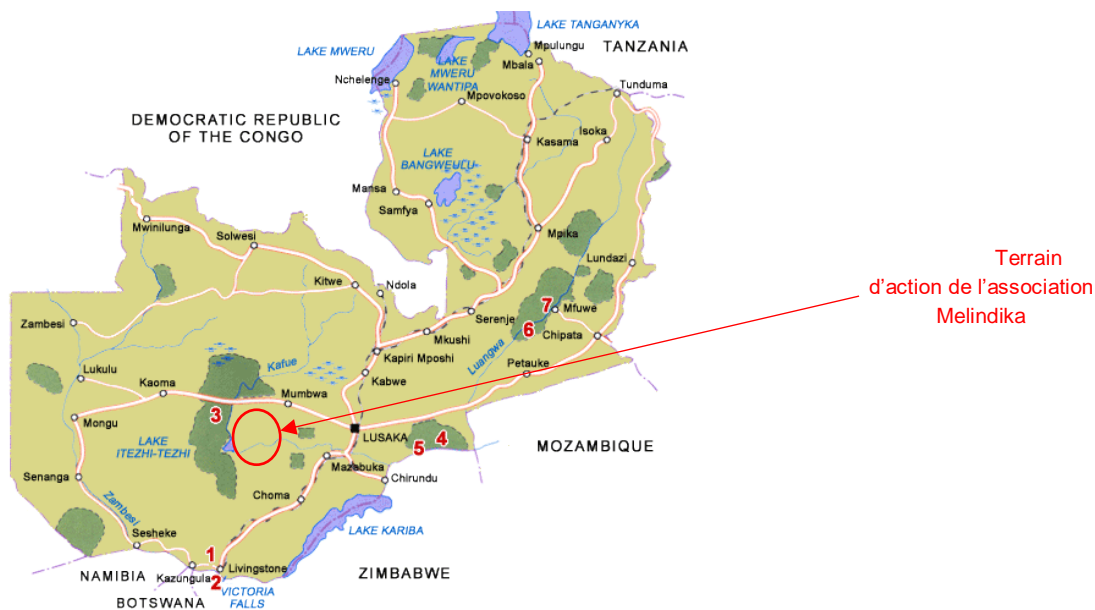 LAKE TANGANYKA
LAKE MWERU
Mpulungu
TANZANIA
LAKE
MWERU
WANTIPA
Mbala
Nchelenge
Tunduma
Mpovokoso
DEMOCRATIC REPUBLIC
OF THE CONGO
Isoka
Kasama
LAKE
BANGWEULU
Mansa
Samfya
Mwinilunga
Solwesi
Mpika
Lundazi
Kitwe
Ndola
Terrain
d'action de l'association
Melindika
7
Mfuwe
6
Serenje
Chipata
Zambesi
Mkushi
Luangwa
Kapiri Mposhi
Petauke
Kafue
Lukulu
Kaoma
Kabwe
Mumbwa
3
Mongu
LUSAKA
4
5
MOZAMBIQUE
LAKE
ITEZHI-TEZHI
Mazabuka
Senanga
Chirundu
Choma
Zambesi
LAKE KARIBA
Sesheke
1
NAMIBIA
Kazungula
Livingstone
2
ZIMBABWE
VICTORIA
FALLS
BOTSWANA